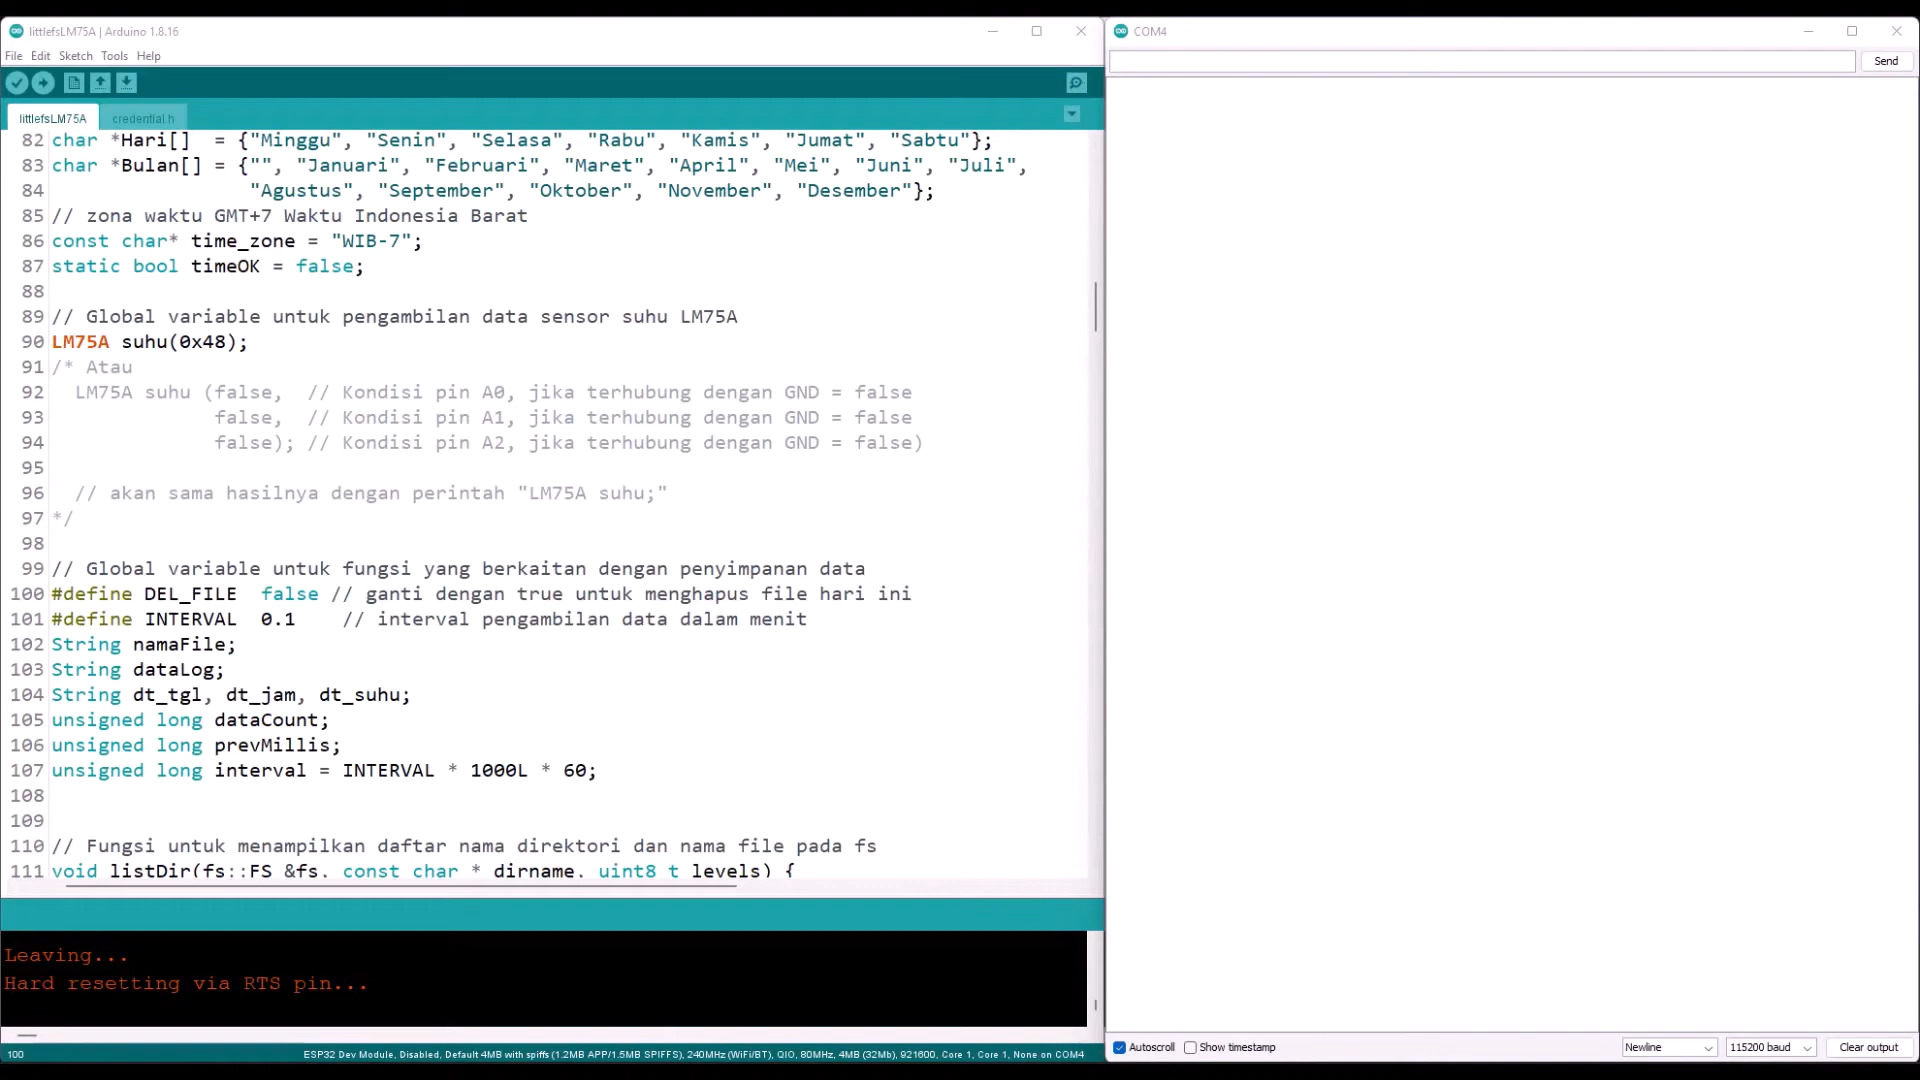 littlefsLM75A | Arduino 1.8.16
File Edit Sketch Tools Help
littlefsLM75A credential.h
82 char *Hari[] = {"Minggu", "Senin", "Selasa", "Rabu", "Kamis", "Jumat", "Sabtu"};
83 char *Bulan[] = {"", "Januari", "Februari", "Maret", "April", "Mei", "Juni", "Juli",
84 "Agustus", "September", "Oktober", "November", "Desember"};
85 // zona waktu GMT+7 Waktu Indonesia Barat
86 const char* time_zone = "WIB-7";
87 static bool timeOK = false;
88
89 // Global variable untuk pengambilan data sensor suhu LM75A
90 LM75A suhu(0x48);
91 /* Atau
92 LM75A suhu (false, // Kondisi pin A0, jika terhubung dengan GND = false
93 false, // Kondisi pin A1, jika terhubung dengan GND = false
94 false); // Kondisi pin A2, jika terhubung dengan GND = false)
95
96 // akan sama hasilnya dengan perintah "LM75A suhu;"
97 */
98
99 // Global variable untuk fungsi yang berkaitan dengan penyimpanan data
100 #define DEL_FILE false // ganti dengan true untuk menghapus file hari ini
101 #define INTERVAL 0.1 // interval pengambilan data dalam menit
102 String namaFile;
103 String dataLog;
104 String dt_tgl, dt_jam, dt_suhu;
105 unsigned long dataCount;
106 unsigned long prevMillis;
107 unsigned long interval = INTERVAL * 1000L * 60;
108
109
110 // Fungsi untuk menampilkan daftar nama direktori dan nama file pada fs
111 void listDir(fs::FS &fs, const char * dirname, uint8_t levels) {
Leaving...
Hard resetting via RTS pin...
100 ESP32 Dev Module, Disabled, Default 4MB with spiffs (1.2MB APP/1.5MB SPIFFS), 240MHz (WiFi/BT), QIO, 80MHz, 4MB (32Mb), 921600, Core 1, Core 1, None on COM4
COM4
Send
Autoscroll Show timestamp Newline 115200 baud Clear output